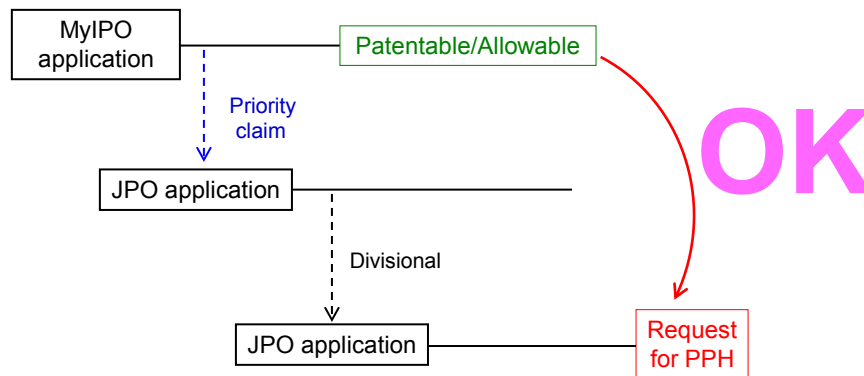 MyIPO
application
Patentable/Allowable
Priority
claim
OK
JPO application
Divisional
JPO application
Request
for PPH